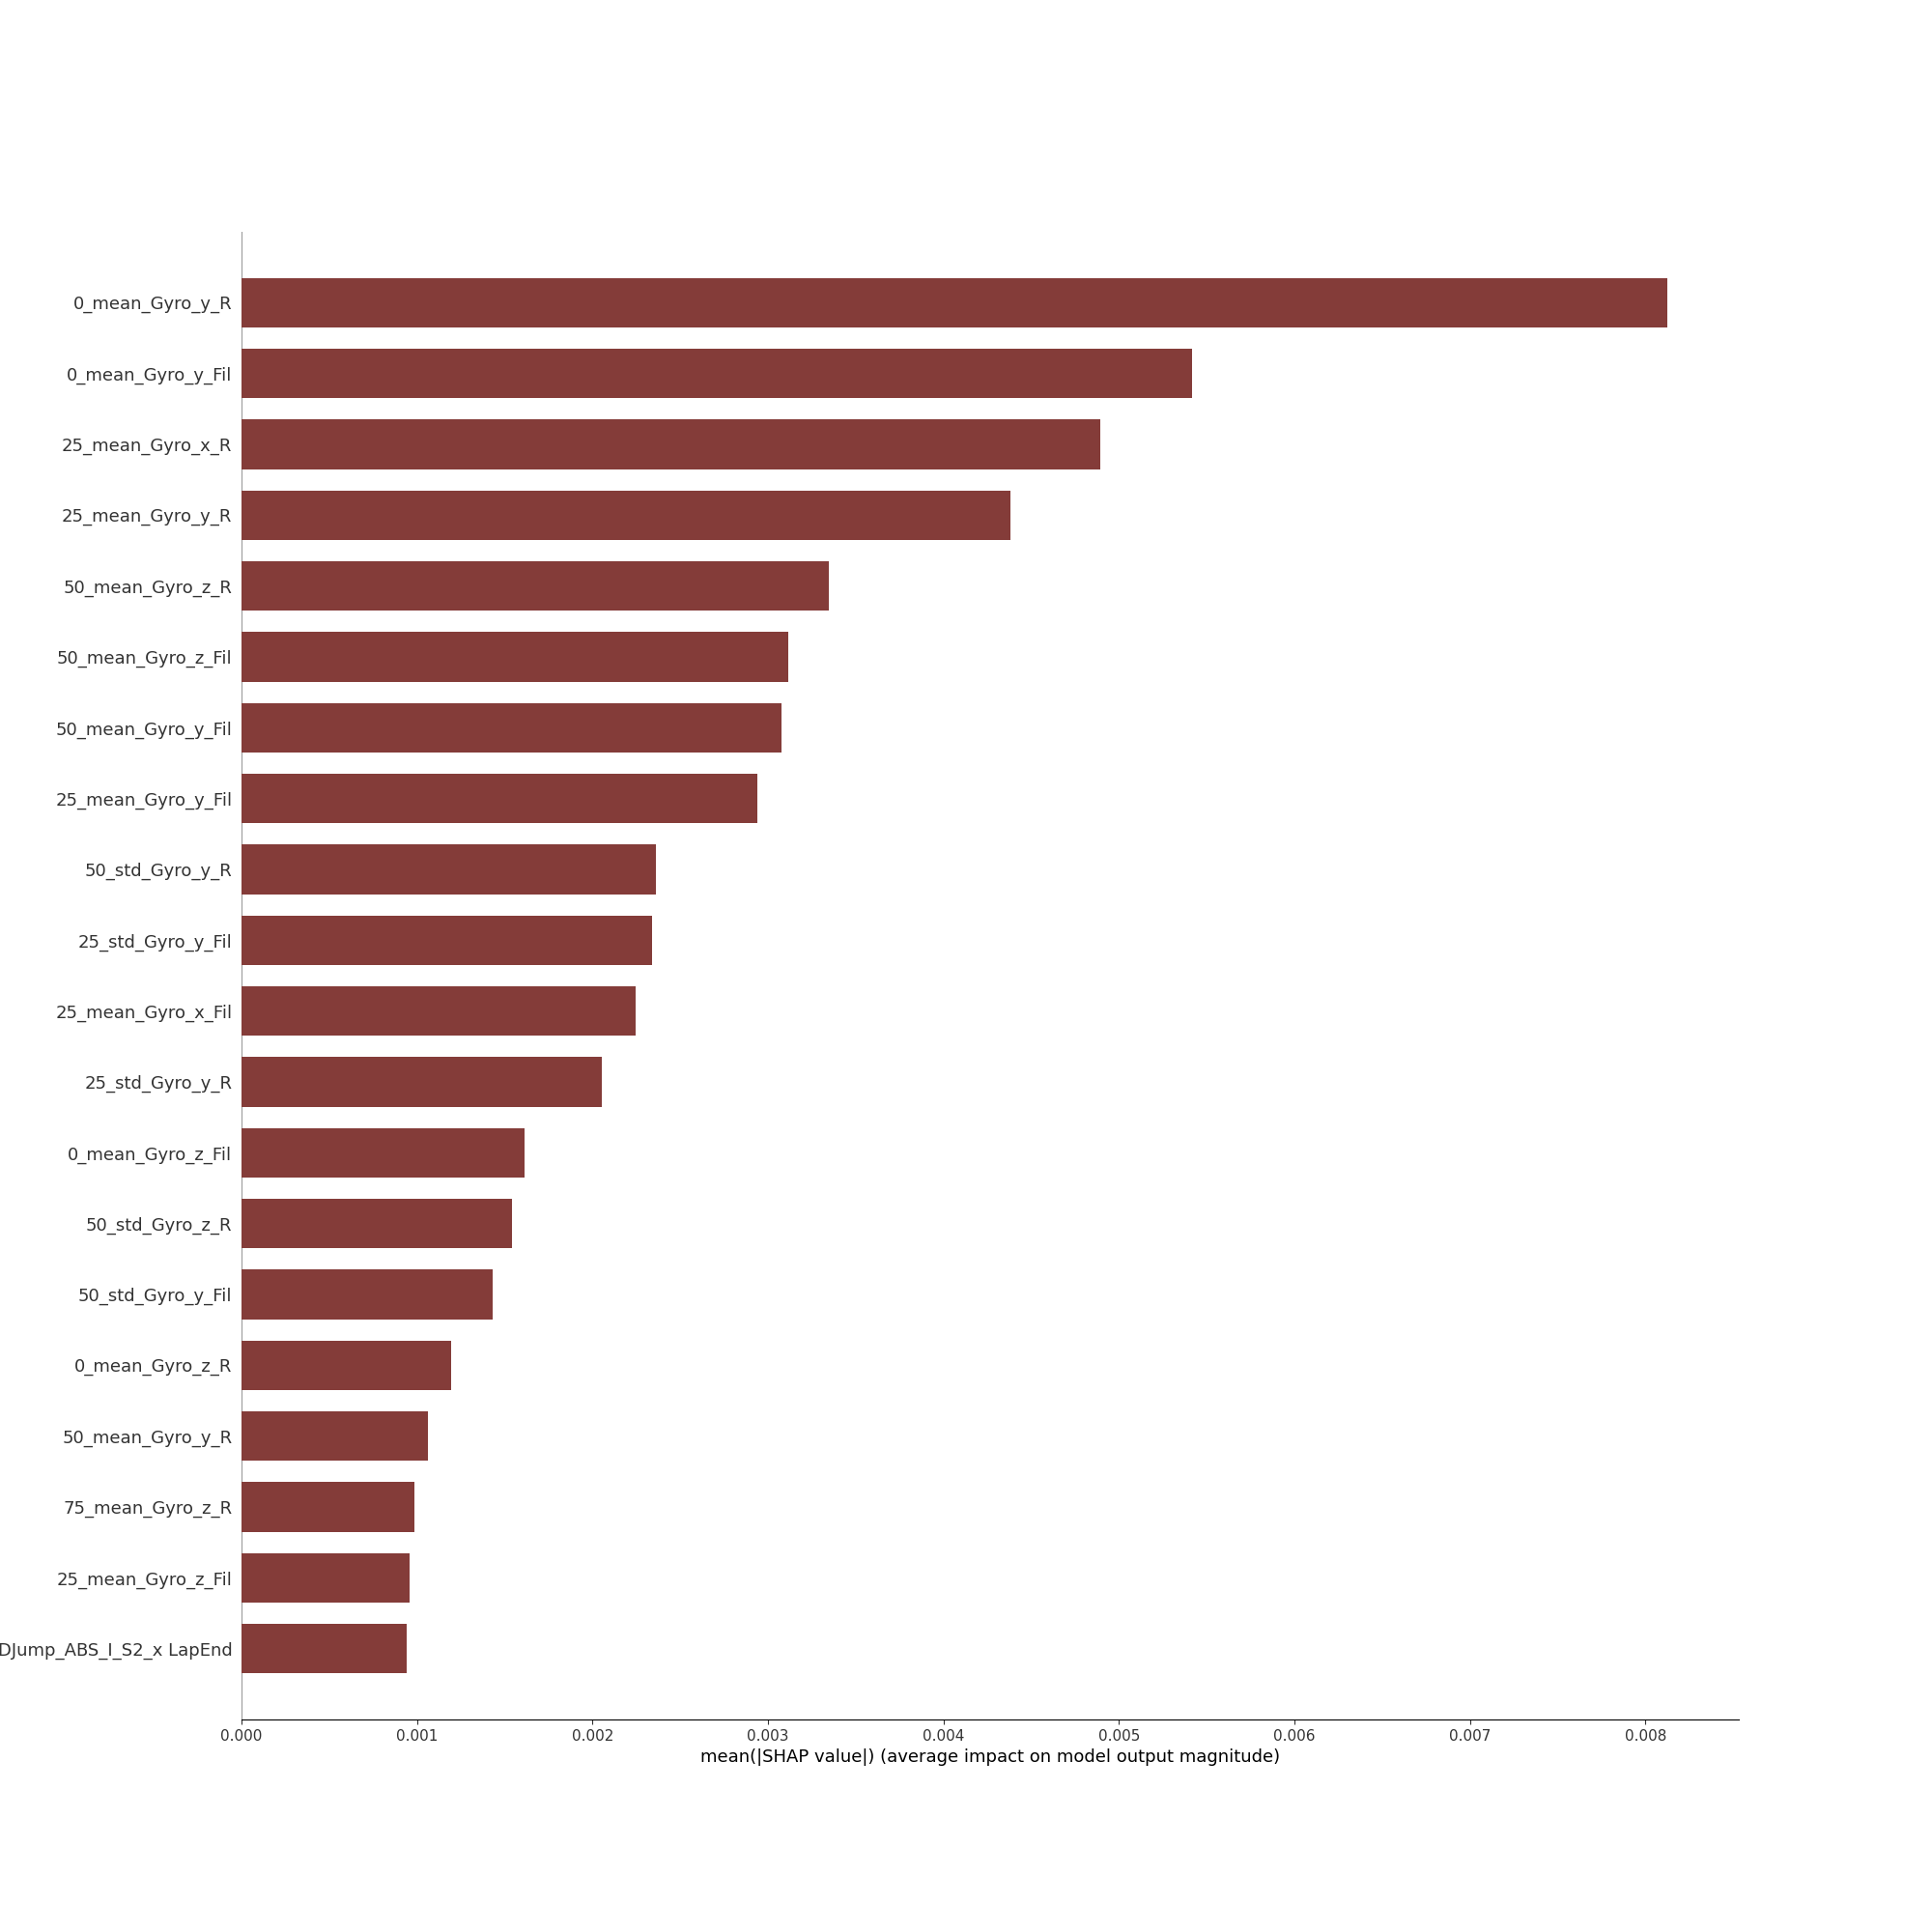 0_mean_Gyro_y_R
0_mean_Gyro_y_Fil
25_mean_Gyro_x_R
25_mean_Gyro_y_R
50_mean_Gyro_z_R
50_mean_Gyro_z_Fil
50_mean_Gyro_y_Fil
25_mean_Gyro_y_Fil
50_std_Gyro_y_R
25_std_Gyro_y_Fil
25_mean_Gyro_x_Fil
25_std_Gyro_y_R
0_mean_Gyro_z_Fil
50_std_Gyro_z_R
50_std_Gyro_y_Fil
0_mean_Gyro_z_R
50_mean_Gyro_y_R
75_mean_Gyro_z_R
25_mean_Gyro_z_Fil
DJump_ABS_I_S2_x LapEnd
0.000 0.001 0.002 0.003 0.004 0.005 0.006 0.007 0.008
mean(|SHAP value|) (average impact on model output magnitude)